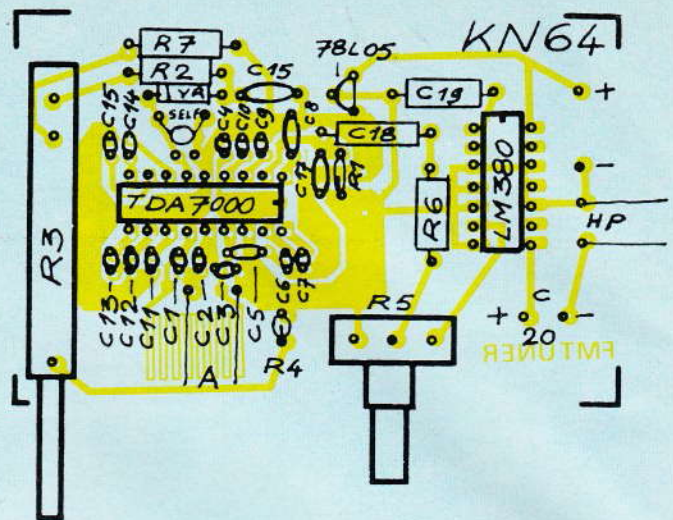 KN64
R7
78L05
R2
C15
C19
+
YA
SELF
C15
C14
C4
C10
C9
C8
C18
LM380
C17
R1
-
TDA7000
R6
HP
R3
C13
C12
C11
C1
C2
C3
C5
C6
C7
R5
+
C
20
-
A
R4
FMTUNER